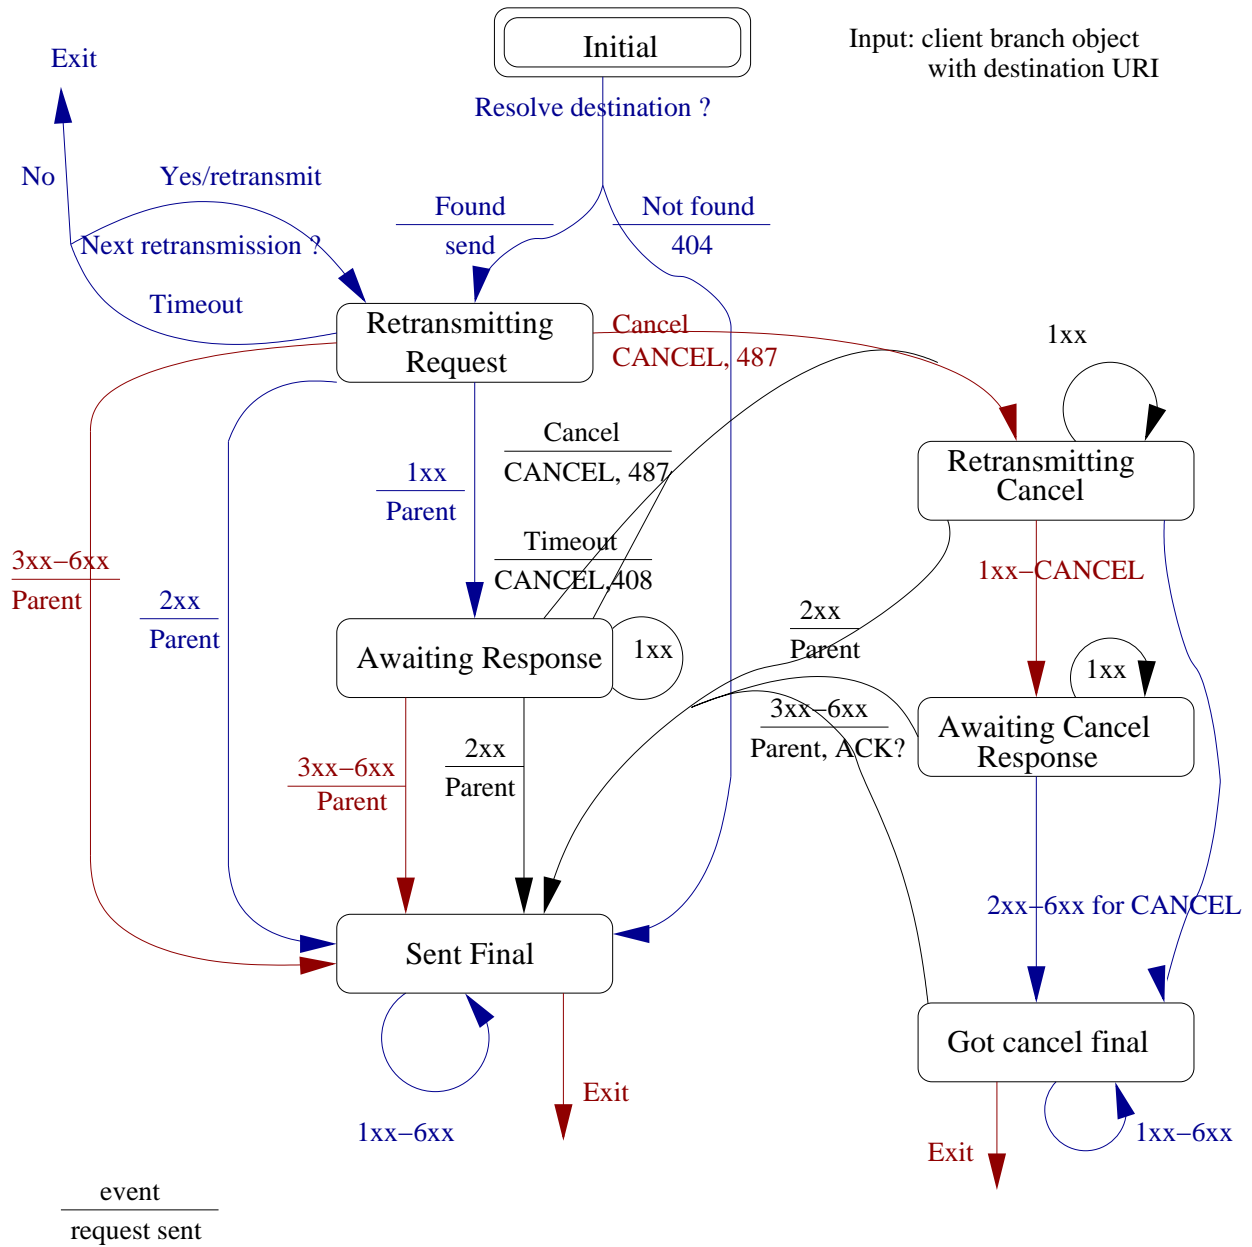 Initial
Input: client branch object
with destination URI
Exit
Resolve destination ?
No
Yes/retransmit
Found
send
Not found
404
Next retransmission ?
Timeout
Retransmitting
Request
Cancel
CANCEL, 487
1xx
Cancel
CANCEL, 487
Retransmitting
Cancel
1xx
Parent
Timeout
CANCEL,408
3xx−6xx
Parent
2xx
Parent
1xx−CANCEL
2xx
Parent
Awaiting Response
1xx
1xx
3xx−6xx
Parent, ACK?
Awaiting Cancel
Response
3xx−6xx
Parent
2xx
Parent
2xx−6xx for CANCEL
Sent Final
Got cancel final
Exit
1xx−6xx
Exit
1xx−6xx
event
request sent